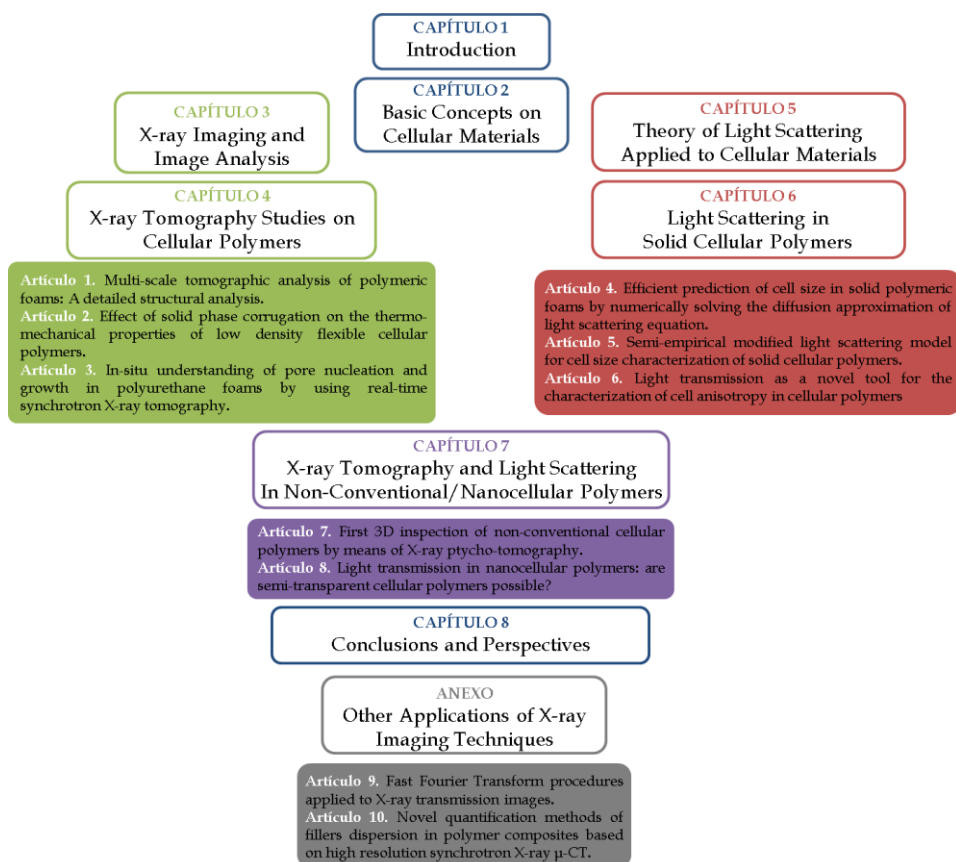 CAPÍTULO 1
Introduction
CAPÍTULO 2
Basic Concepts on
Cellular Materials
CAPÍTULO 3
X-ray Imaging and
Image Analysis
CAPÍTULO 4
X-ray Tomography Studies on
Cellular Polymers
Artículo 1. Multi-scale tomographic analysis of polymeric
foams: A detailed structural analysis.
Artículo 2. Effect of solid phase corrugation on the thermo-
mechanical properties of low density flexible cellular
polymers.
Artículo 3. In-situ understanding of pore nucleation and
growth in polyurethane foams by using real-time
synchrotron X-ray tomography.
CAPÍTULO 5
Theory of Light Scattering
Applied to Cellular Materials
CAPÍTULO 6
Light Scattering in
Solid Cellular Polymers
Artículo 4. Efficient prediction of cell size in solid polymeric
foams by numerically solving the diffusion approximation of
light scattering equation.
Artículo 5. Semi-empirical modified light scattering model
for cell size characterization of solid cellular polymers.
Artículo 6. Light transmission as a novel tool for the
characterization of cell anisotropy in cellular polymers
CAPÍTULO 7
X-ray Tomography and Light Scattering
In Non-Conventional/Nanocellular Polymers
Artículo 7. First 3D inspection of non-conventional cellular
polymers by means of X-ray ptycho-tomography.
Artículo 8. Light transmission in nanocellular polymers: are
semi-transparent cellular polymers possible?
CAPÍTULO 8
Conclusions and Perspectives
ANEXO
Other Applications of X-ray
Imaging Techniques
Artículo 9. Fast Fourier Transform procedures
applied to X-ray transmission images.
Artículo 10. Novel quantification methods of
fillers dispersion in polymer composites based
on high resolution synchrotron X-ray μ-CT.